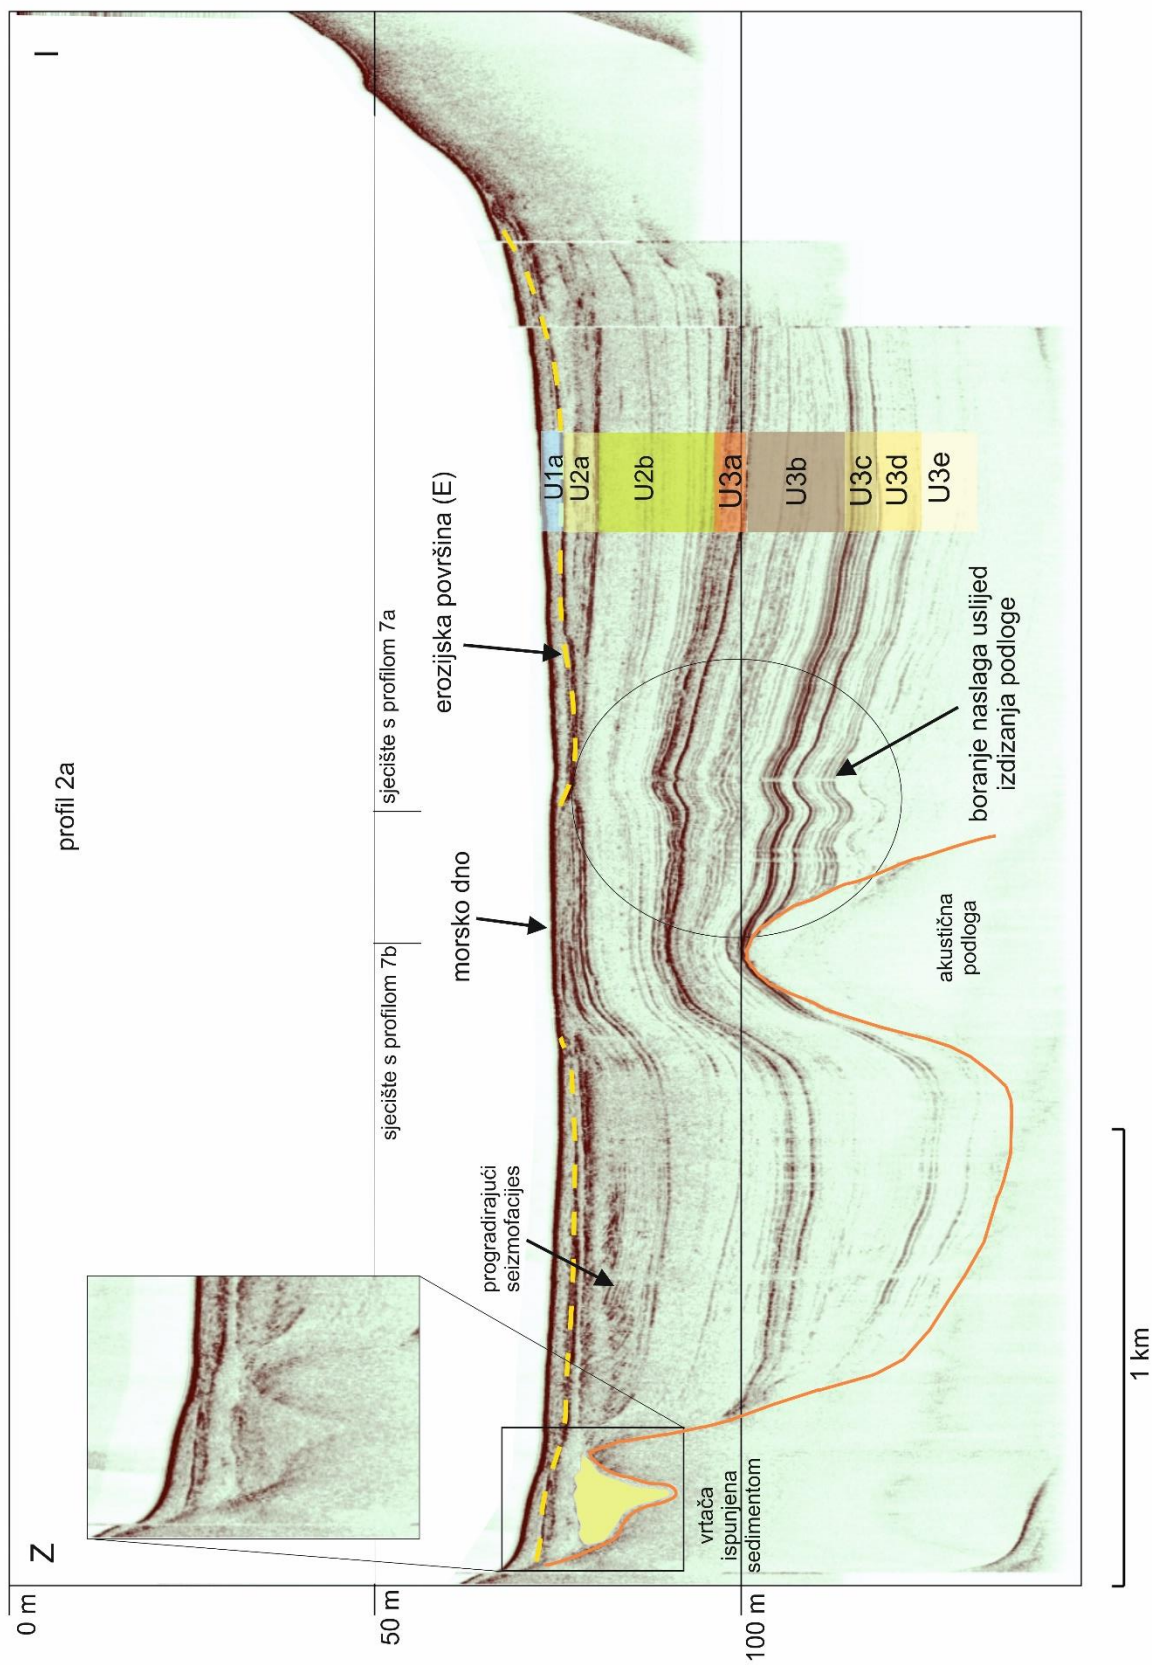 profil 2a
Z
I
0 m
50 m
100 m
sjecište s profilom 7b
sjecište s profilom 7a
morsko dno
erozijska površina (E)
progradirajući
seizmofacijes
U1a
U2a
U2b
U3a
U3b
U3c
U3d
U3e
vrtača
ispunjena
sedimentom
akustična
podloga
boranje naslaga uslijed
izdizanja podloge
1 km